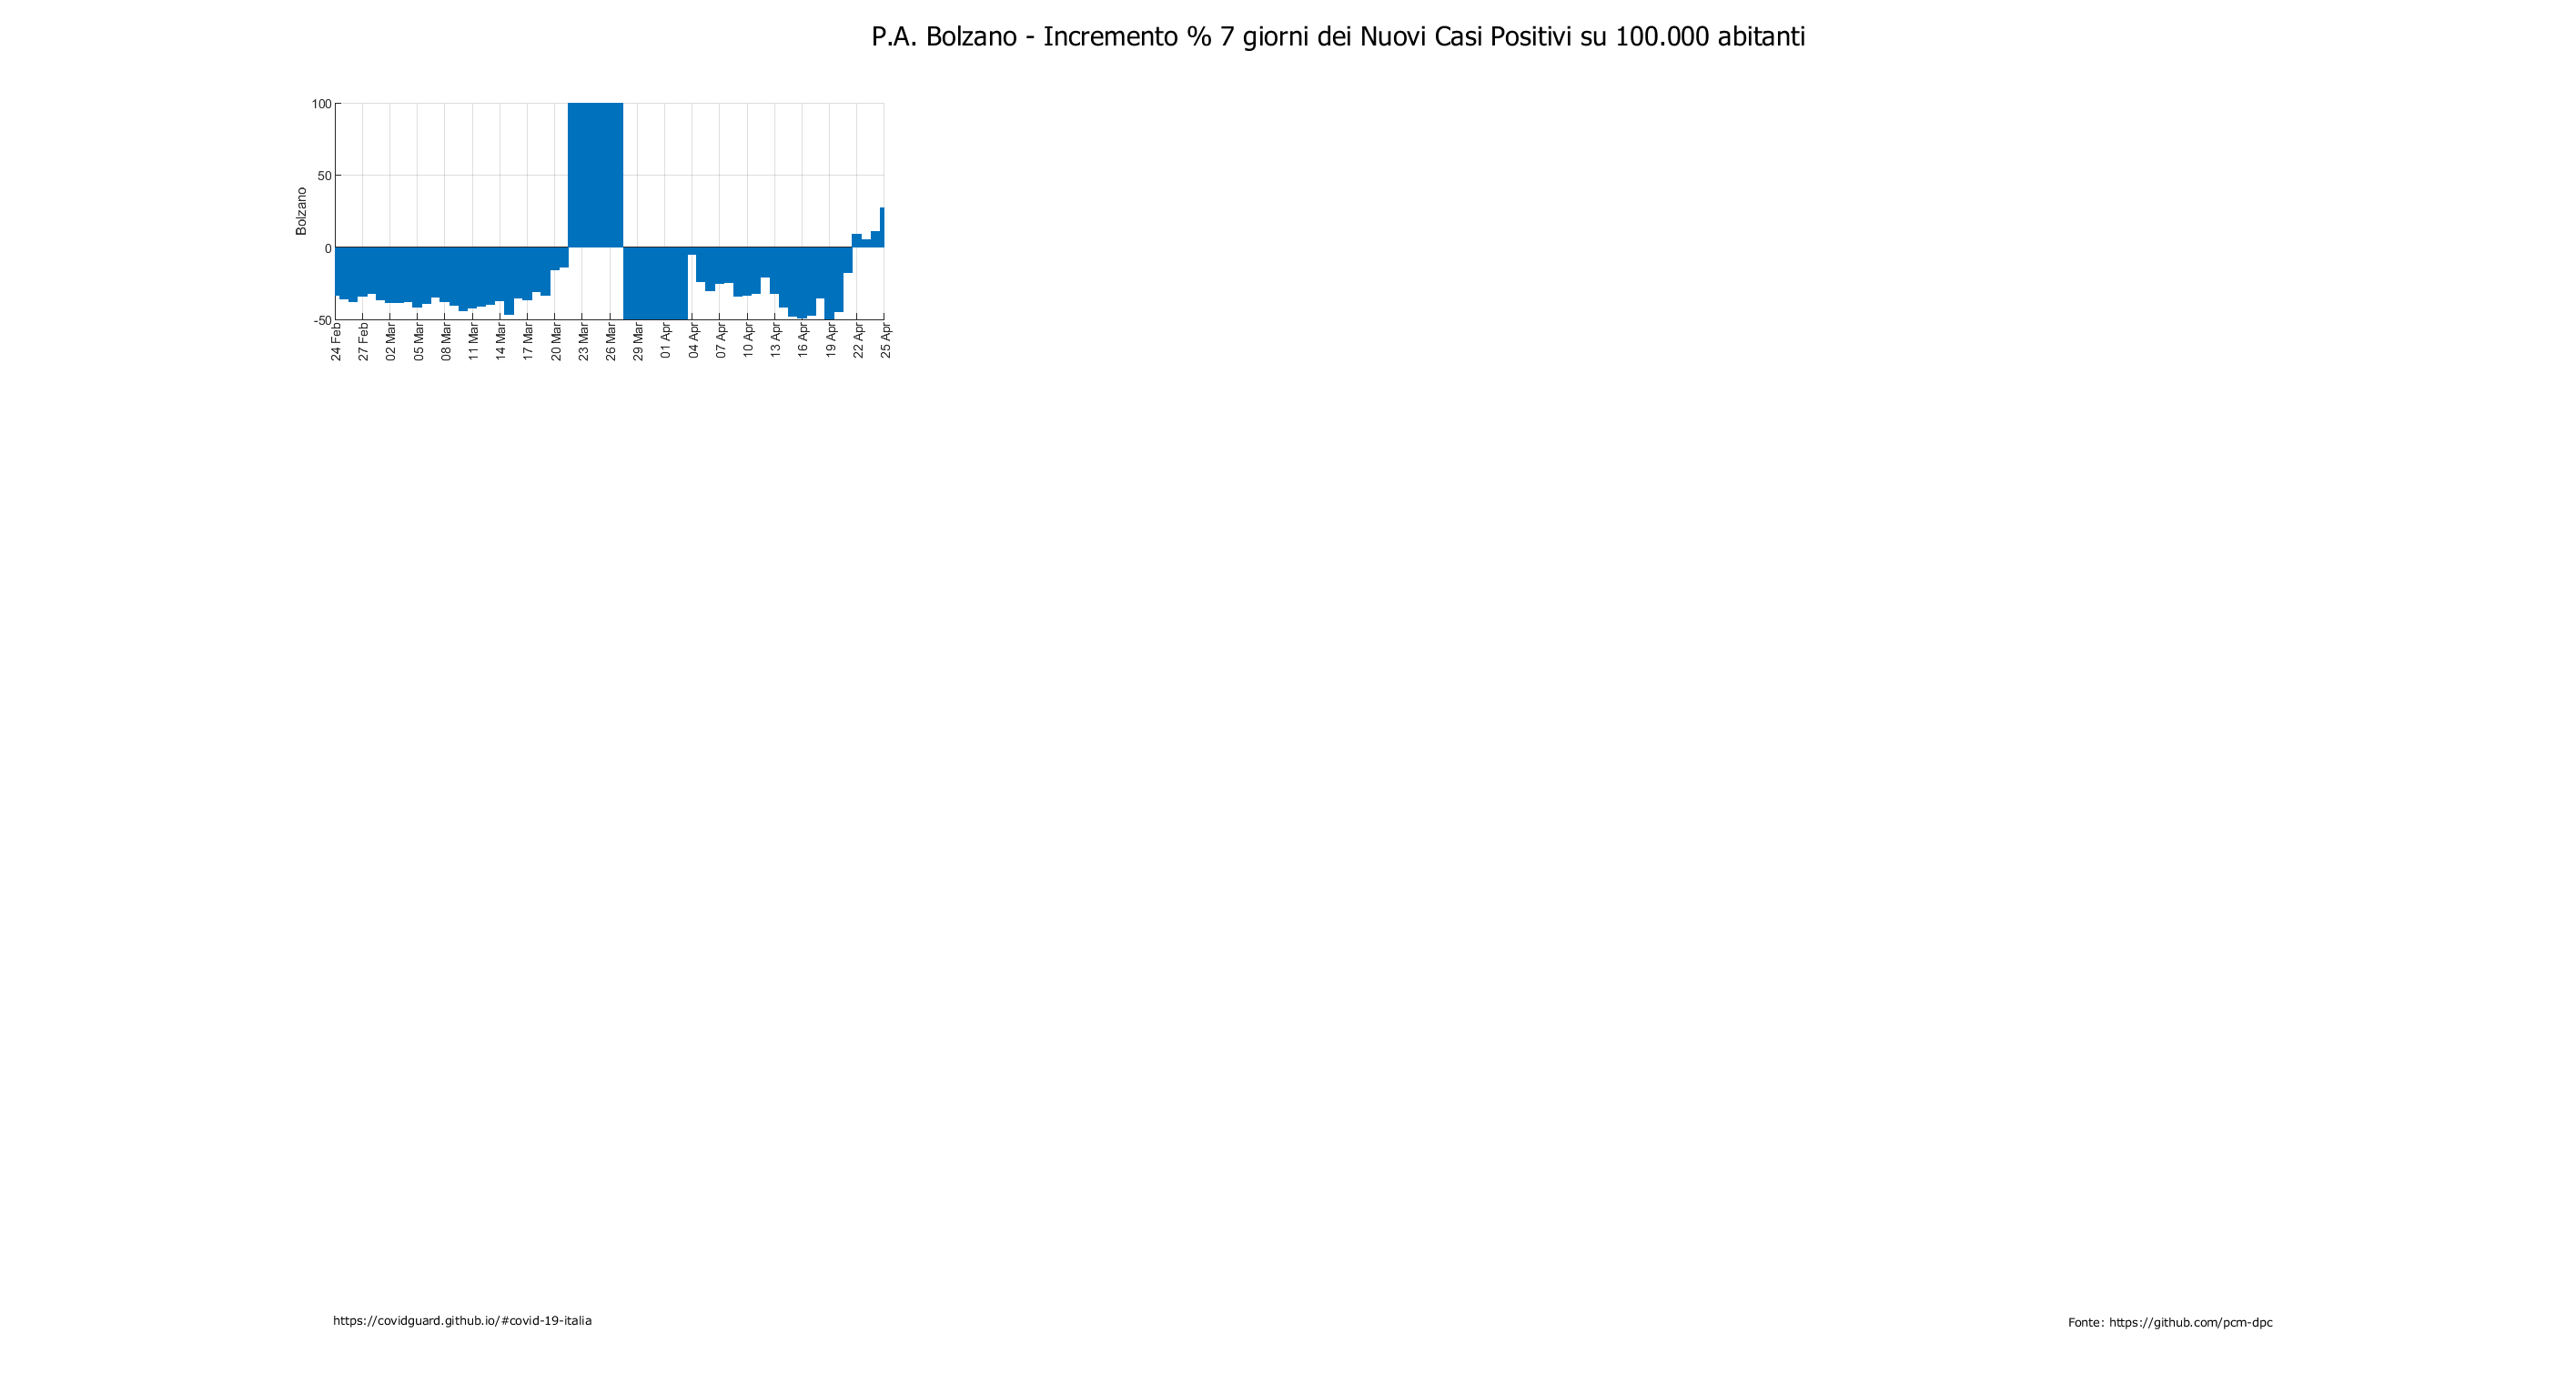 P.A. Bolzano - Incremento % 7 giorni dei Nuovi Casi Positivi su 100.000 abitanti
Bolzano
100
50
0
-50
24 Feb
27 Feb
02 Mar
05 Mar
08 Mar
11 Mar
14 Mar
17 Mar
20 Mar
23 Mar
26 Mar
29 Mar
01 Apr
04 Apr
07 Apr
10 Apr
13 Apr
16 Apr
19 Apr
22 Apr
25 Apr
https://covidguard.github.io/#covid-19-italia
Fonte: https://github.com/pcm-dpc